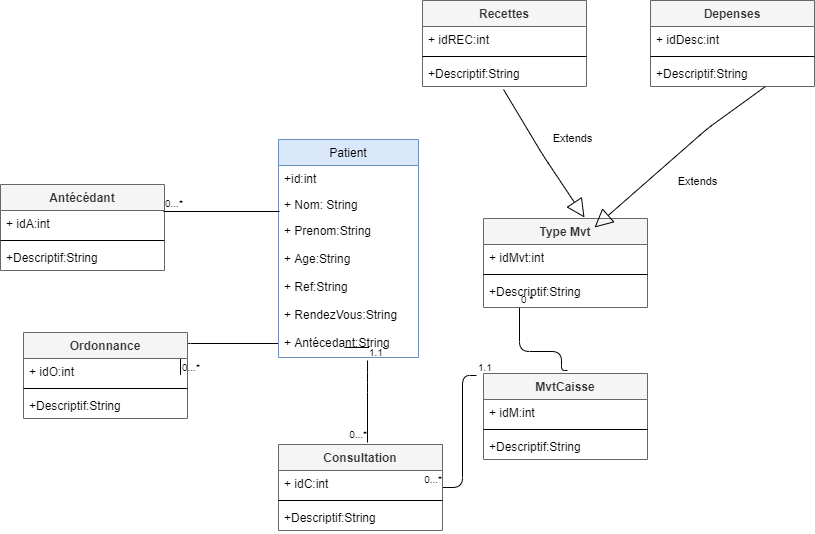 Recettes
+ idREC:int
+Descriptif:String
Depenses
+ idDesc:int
+Descriptif:String
Extends
Extends
Patient
+id:int
+ Nom: String
+ Prenom:String
+ Age:String
+ Ref:String
+ RendezVous:String
+ Antécedant:String
1.1
Antécédant
+ idA:int
+Descriptif:String
0...*
Type Mvt
+ idMvt:int
+Descriptif:String
0 *
Ordonnance
+ idO:int
+Descriptif:String
0...*
1.1
MvtCaisse
+ idM:int
+Descriptif:String
0...*
Consultation
+ idC:int
+Descriptif:String
0...*